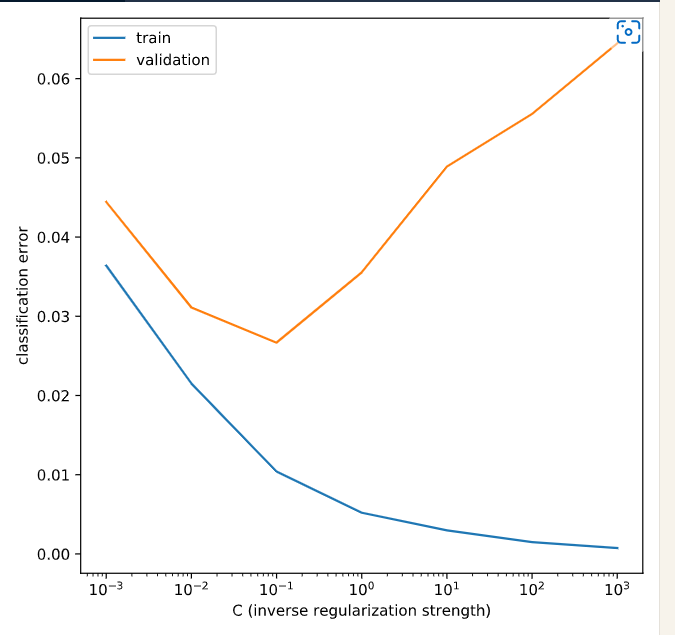 train
validation
0.06
0.05
0.04
0.03
0.02
0.01
0.00
classification error
10⁻³ 10⁻² 10⁻¹ 10⁰ 10¹ 10² 10³
C (inverse regularization strength)